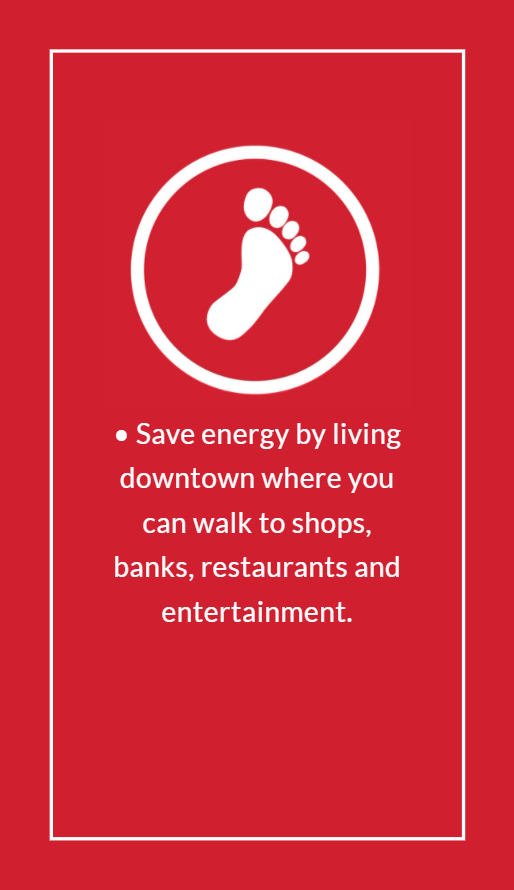 • Save energy by living
downtown where you
can walk to shops,
banks, restaurants and
entertainment.